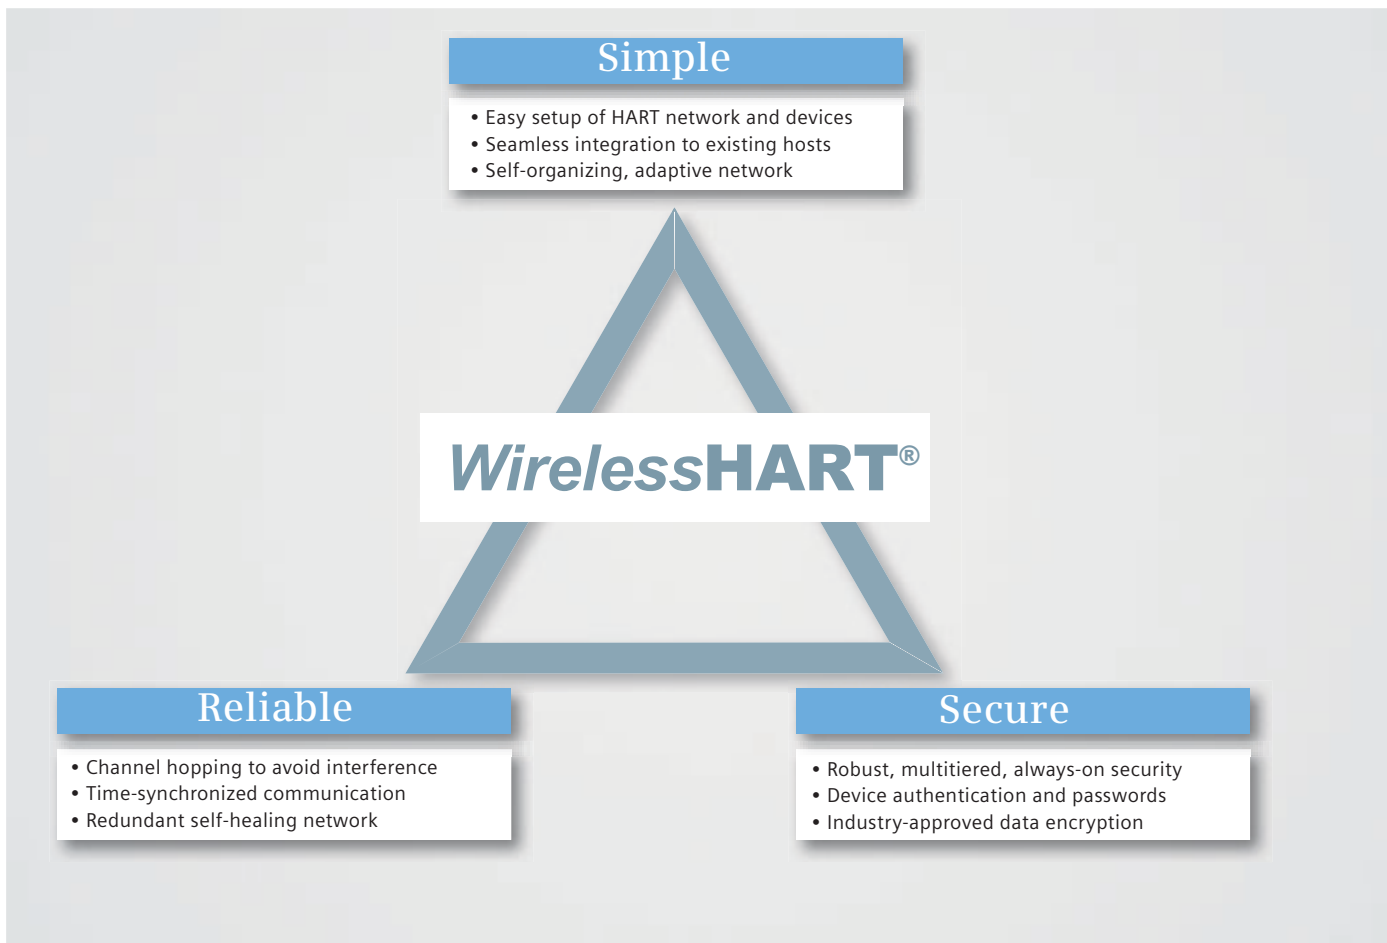 Simple
• Easy setup of HART network and devices
• Seamless integration to existing hosts
• Self-organizing, adaptive network
WirelessHART®
Reliable
• Channel hopping to avoid interference
• Time-synchronized communication
• Redundant self-healing network
Secure
• Robust, multitiered, always-on security
• Device authentication and passwords
• Industry-approved data encryption